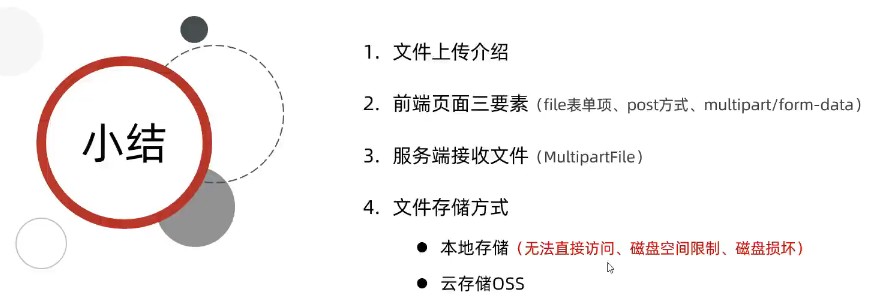 小结
1. 文件上传介绍
2. 前端页面三要素（file表单项、post方式、multipart/form-data）
3. 服务端接收文件（MultipartFile）
4. 文件存储方式
● 本地存储（无法直接访问、磁盘空间限制、磁盘损坏）
● 云存储OSS